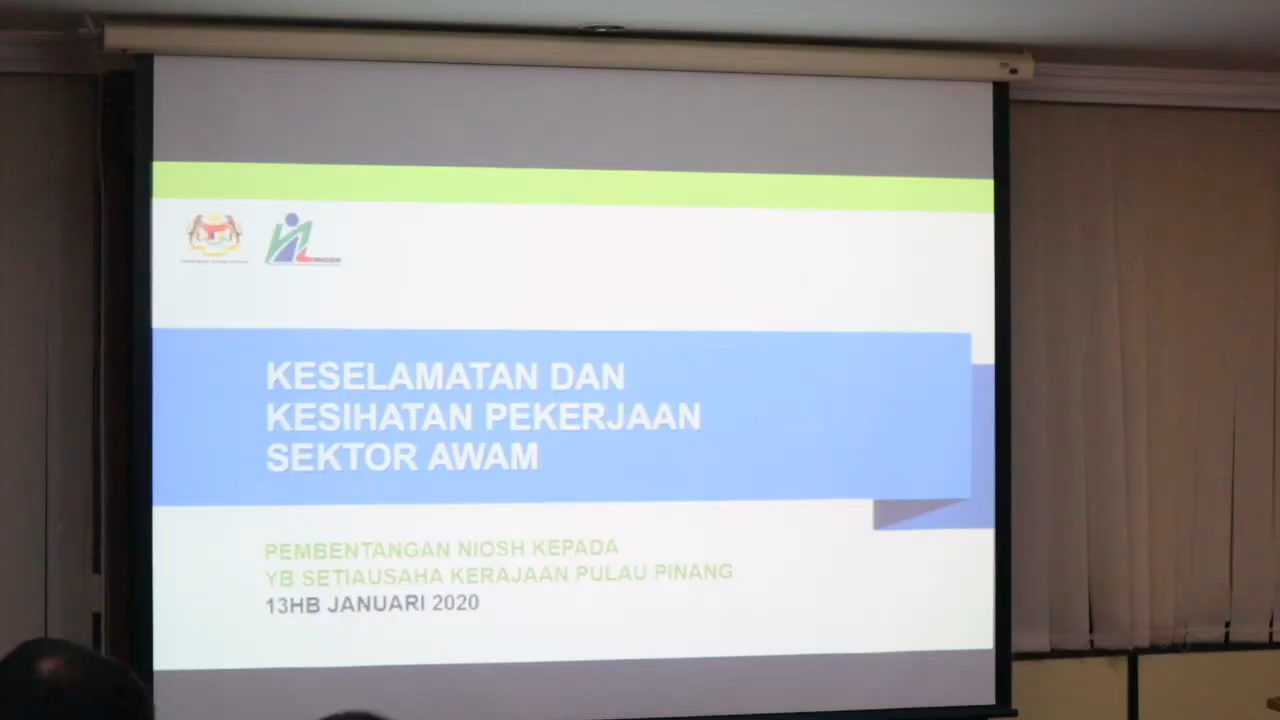 KESELAMATAN DAN
KESIHATAN PEKERJAAN
SEKTOR AWAM
PEMBENTANGAN NIOSH KEPADA
YB SETIAUSAHA KERAJAAN PULAU PINANG
13HB JANUARI 2020